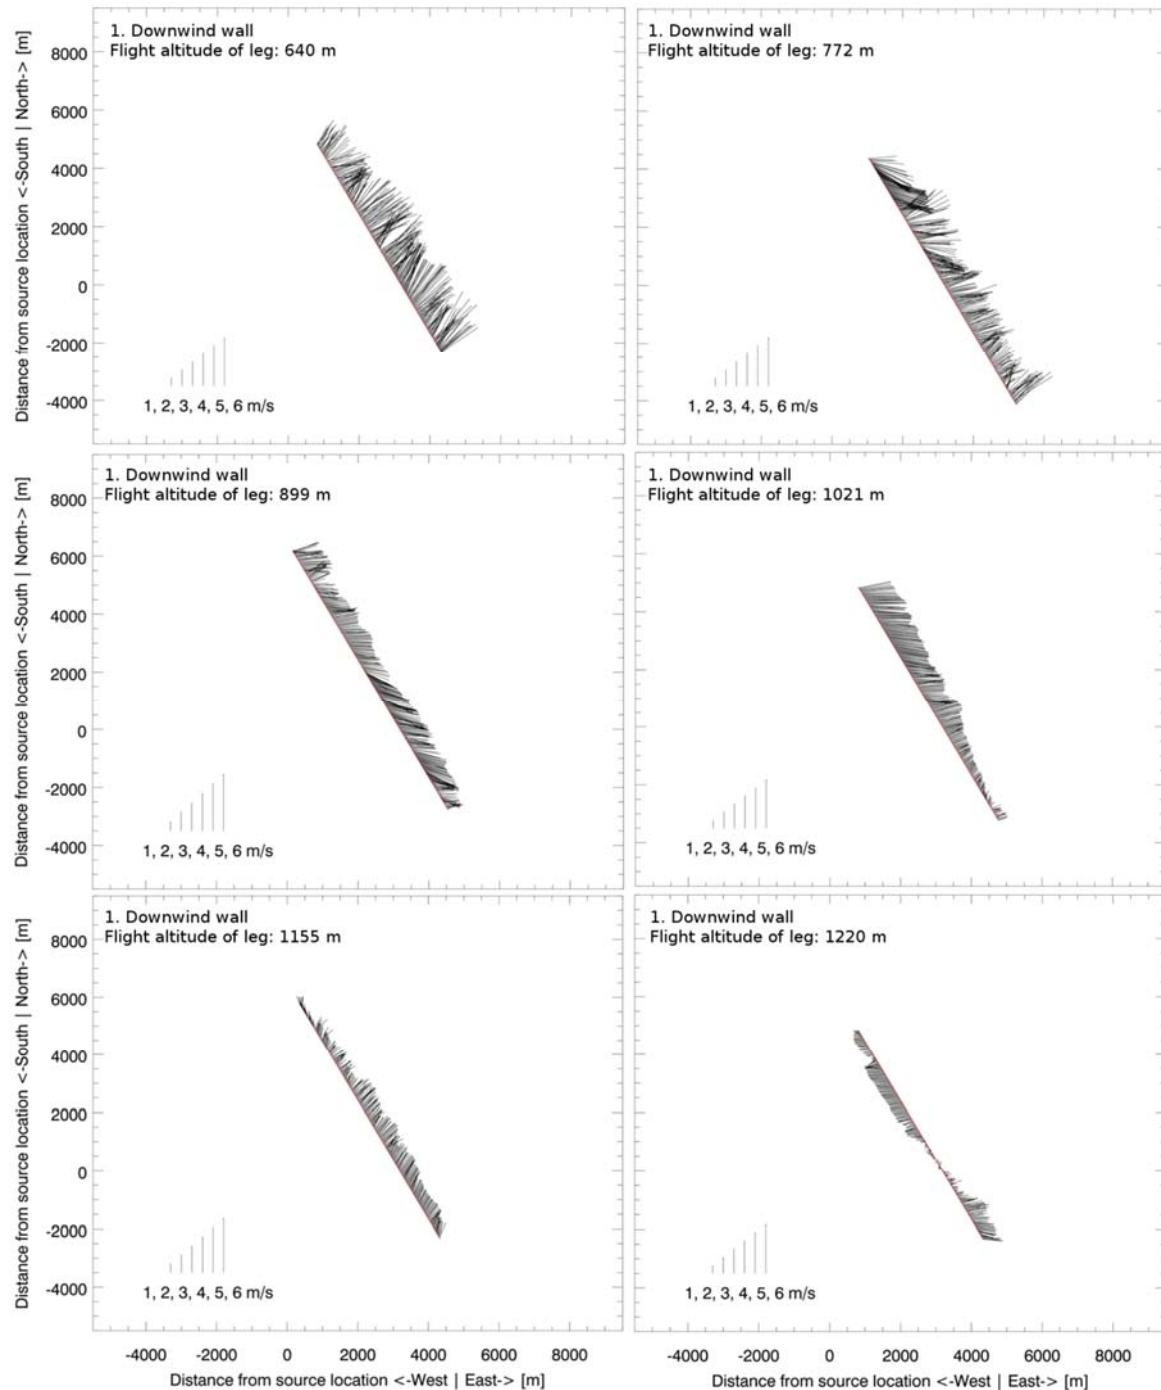 1. Downwind wall
Flight altitude of leg: 640 m
Distance from source location <-South | North-> [m]
8000
6000
4000
2000
0
-2000
-4000
1, 2, 3, 4, 5, 6 m/s
1. Downwind wall
Flight altitude of leg: 772 m
1, 2, 3, 4, 5, 6 m/s
1. Downwind wall
Flight altitude of leg: 899 m
Distance from source location <-South | North-> [m]
8000
6000
4000
2000
0
-2000
-4000
1, 2, 3, 4, 5, 6 m/s
1. Downwind wall
Flight altitude of leg: 1021 m
1, 2, 3, 4, 5, 6 m/s
1. Downwind wall
Flight altitude of leg: 1155 m
Distance from source location <-South | North-> [m]
8000
6000
4000
2000
0
-2000
-4000
1, 2, 3, 4, 5, 6 m/s
-4000 -2000 0 2000 4000 6000 8000
Distance from source location <-West | East-> [m]
1. Downwind wall
Flight altitude of leg: 1220 m
1, 2, 3, 4, 5, 6 m/s
-4000 -2000 0 2000 4000 6000 8000
Distance from source location <-West | East-> [m]